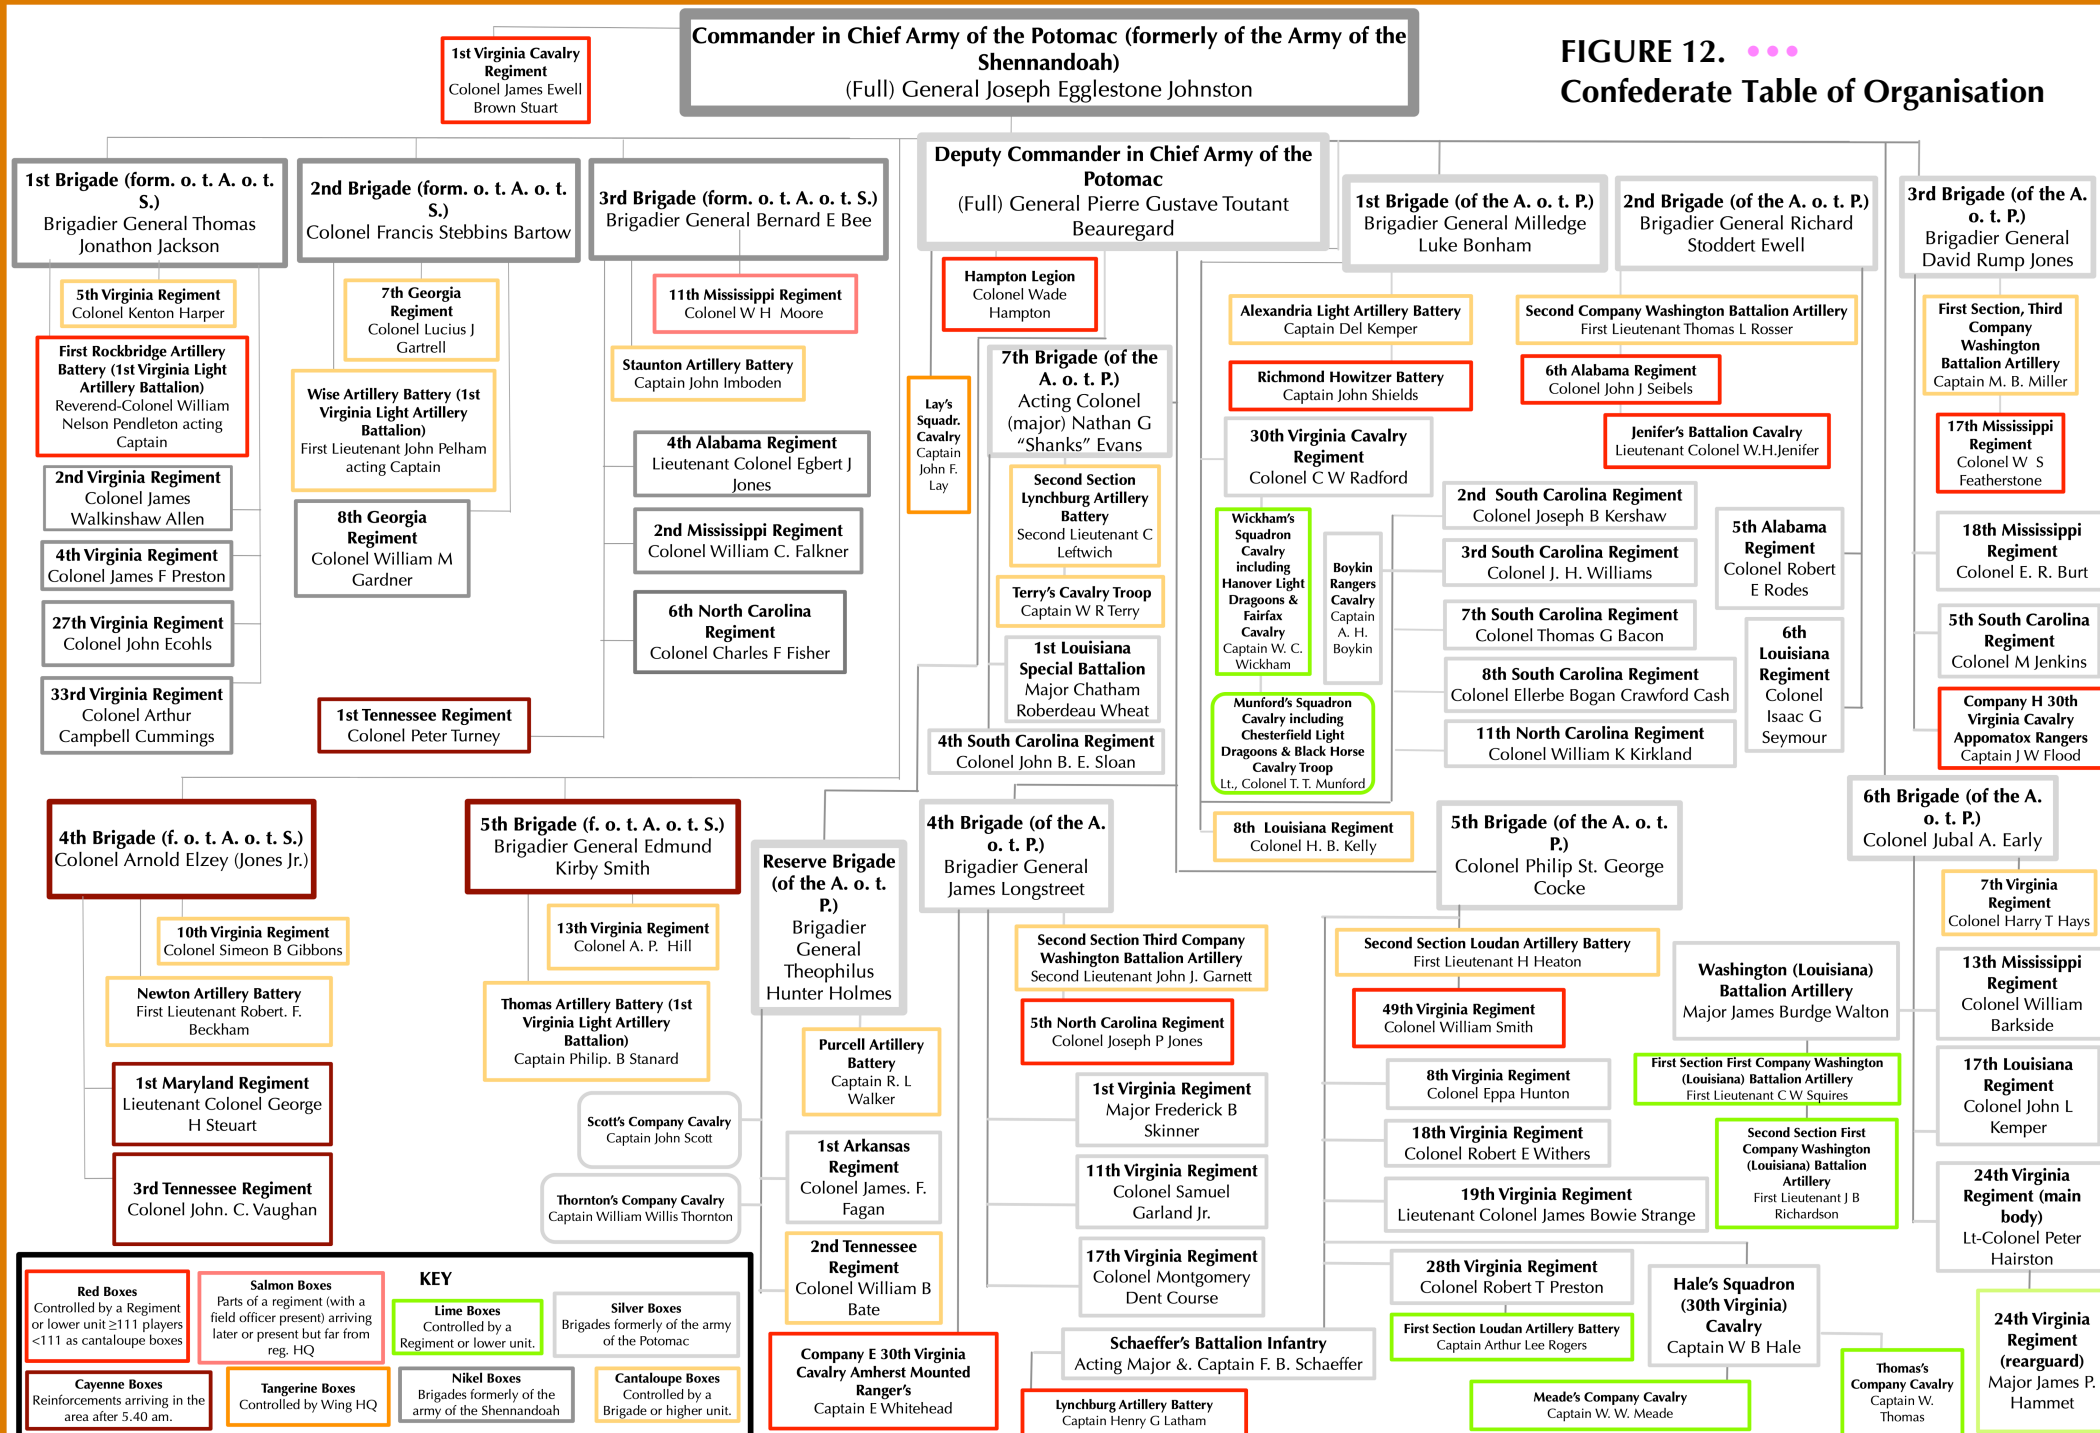 Commander in Chief Army of the Potomac (formerly of the Army of the
Shennandoah)
(Full) General Joseph Egglestone Johnston
FIGURE 12.
Confederate Table of Organisation
1st Virginia Cavalry
Regiment
Colonel James Ewell
Brown Stuart
Deputy Commander in Chief Army of the
Potomac
(Full) General Pierre Gustave Toutant
Beauregard
1st Brigade (form. o. t. A. o. t.
S.)
Brigadier General Thomas
Jonathon Jackson
2nd Brigade (form. o. t. A. o. t.
S.)
Colonel Francis Stebbins Bartow
3rd Brigade (form. o. t. A. o. t. S.)
Brigadier General Bernard E Bee
1st Brigade (of the A. o. t. P.)
Brigadier General Milledge
Luke Bonham
2nd Brigade (of the A. o. t. P.)
Brigadier General Richard
Stoddert Ewell
3rd Brigade (of the A.
o. t. P.)
Brigadier General
David Rump Jones
5th Virginia Regiment
Colonel Kenton Harper
First Rockbridge Artillery
Battery (1st Virginia Light
Artillery Battalion)
Reverend-Colonel William
Nelson Pendleton acting
Captain
2nd Virginia Regiment
Colonel James
Walkinshaw Allen
4th Virginia Regiment
Colonel James F Preston
27th Virginia Regiment
Colonel John Ecohls
33rd Virginia Regiment
Colonel Arthur
Campbell Cummings
7th Georgia
Regiment
Colonel Lucius J
Gartrell
Wise Artillery Battery (1st
Virginia Light Artillery
Battalion)
First Lieutenant John Pelham
acting Captain
8th Georgia
Regiment
Colonel William M
Gardner
11th Mississippi Regiment
Colonel W H Moore
Staunton Artillery Battery
Captain John Imboden
4th Alabama Regiment
Lieutenant Colonel Egbert J
Jones
2nd Mississippi Regiment
Colonel William C. Falkner
6th North Carolina
Regiment
Colonel Charles F Fisher
1st Tennessee Regiment
Colonel Peter Turney
Hampton Legion
Colonel Wade
Hampton
Lay's
Squadr.
Cavalry
Captain
John F.
Lay
7th Brigade (of the
A. o. t. P.)
Acting Colonel
(major) Nathan G
“Shanks” Evans
Second Section
Lynchburg Artillery
Battery
Second Lieutenant C
Leftwich
Terry's Cavalry Troop
Captain W R Terry
1st Louisiana
Special Battalion
Major Chatham
Roberdeau Wheat
4th South Carolina Regiment
Colonel John B. E. Sloan
Alexandria Light Artillery Battery
Captain Del Kemper
Richmond Howitzer Battery
Captain John Shields
30th Virginia Cavalry
Regiment
Colonel C W Radford
Wickham's
Squadron
Cavalry
including
Hanover Light
Dragoons &
Fairfax
Cavalry
Captain W. C.
Wickham
Munford's Squadron
Cavalry including
Chesterfield Light
Dragoons & Black Horse
Cavalry Troop
Lt., Colonel T. T. Munford
Boykin
Rangers
Cavalry
Captain
A. H.
Boykin
2nd South Carolina Regiment
Colonel Joseph B Kershaw
3rd South Carolina Regiment
Colonel J. H. Williams
7th South Carolina Regiment
Colonel Thomas G Bacon
8th South Carolina Regiment
Colonel Ellerbe Bogan Crawford Cash
11th North Carolina Regiment
Colonel William K Kirkland
8th Louisiana Regiment
Colonel H. B. Kelly
Second Company Washington Battalion Artillery
First Lieutenant Thomas L Rosser
6th Alabama Regiment
Colonel John J Seibels
Jenifer's Battalion Cavalry
Lieutenant Colonel W.H.Jenifer
5th Alabama
Regiment
Colonel Robert
E Rodes
6th
Louisiana
Regiment
Colonel
Isaac G
Seymour
First Section, Third
Company
Washington
Battalion Artillery
Captain M. B. Miller
17th Mississippi
Regiment
Colonel W S
Featherstone
18th Mississippi
Regiment
Colonel E. R. Burt
5th South Carolina
Regiment
Colonel M Jenkins
Company H 30th
Virginia Cavalry
Appomatox Rangers
Captain J W Flood
4th Brigade (f. o. t. A. o. t. S.)
Colonel Arnold Elzey (Jones Jr.)
10th Virginia Regiment
Colonel Simeon B Gibbons
Newton Artillery Battery
First Lieutenant Robert. F.
Beckham
1st Maryland Regiment
Lieutenant Colonel George
H Steuart
3rd Tennessee Regiment
Colonel John. C. Vaughan
5th Brigade (f. o. t. A. o. t. S.)
Brigadier General Edmund
Kirby Smith
13th Virginia Regiment
Colonel A. P. Hill
Thomas Artillery Battery (1st
Virginia Light Artillery
Battalion)
Captain Philip. B Stanard
Reserve Brigade
(of the A. o. t.
P.)
Brigadier
General
Theophilus
Hunter Holmes
Purcell Artillery
Battery
Captain R. L
Walker
Scott's Company Cavalry
Captain John Scott
Thornton's Company Cavalry
Captain William Willis Thornton
1st Arkansas
Regiment
Colonel James. F.
Fagan
2nd Tennessee
Regiment
Colonel William B
Bate
4th Brigade (of the A.
o. t. P.)
Brigadier General
James Longstreet
Second Section Third Company
Washington Battalion Artillery
Second Lieutenant John J. Garnett
5th North Carolina Regiment
Colonel Joseph P Jones
1st Virginia Regiment
Major Frederick B
Skinner
11th Virginia Regiment
Colonel Samuel
Garland Jr.
17th Virginia Regiment
Colonel Montgomery
Dent Course
Company E 30th Virginia
Cavalry Amherst Mounted
Ranger's
Captain E Whitehead
Schaeffer's Battalion Infantry
Acting Major &. Captain F. B. Schaeffer
Lynchburg Artillery Battery
Captain Henry G Latham
5th Brigade (of the A. o. t.
P.)
Colonel Philip St. George
Cocke
Second Section Loudan Artillery Battery
First Lieutenant H Heaton
49th Virginia Regiment
Colonel William Smith
8th Virginia Regiment
Colonel Eppa Hunton
18th Virginia Regiment
Colonel Robert E Withers
19th Virginia Regiment
Lieutenant Colonel James Bowie Strange
28th Virginia Regiment
Colonel Robert T Preston
First Section Loudan Artillery Battery
Captain Arthur Lee Rogers
Hale's Squadron
(30th Virginia)
Cavalry
Captain W B Hale
Meade's Company Cavalry
Captain W. W. Meade
Thomas's
Company Cavalry
Captain W.
Thomas
Washington (Louisiana)
Battalion Artillery
Major James Burdge Walton
First Section First Company Washington
(Louisiana) Battalion Artillery
First Lieutenant C W Squires
Second Section First
Company Washington
(Louisiana) Battalion
Artillery
First Lieutenant J B
Richardson
6th Brigade (of the A.
o. t. P.)
Colonel Jubal A. Early
7th Virginia
Regiment
Colonel Harry T Hays
13th Mississippi
Regiment
Colonel William
Barkside
17th Louisiana
Regiment
Colonel John L
Kemper
24th Virginia
Regiment (main
body)
Lt-Colonel Peter
Hairston
24th Virginia
Regiment
(rearguard)
Major James P.
Hammet
KEY
Red Boxes
Controlled by a Regiment
or lower unit ≥111 players
<111 as cantaloupe boxes
Salmon Boxes
Parts of a regiment (with a
field officer present) arriving
later or present but far from
reg. HQ
Lime Boxes
Controlled by a
Regiment or lower unit.
Silver Boxes
Brigades formerly of the army
of the Potomac
Cayenne Boxes
Reinforcements arriving in the
area after 5.40 am.
Tangerine Boxes
Controlled by Wing HQ
Nikel Boxes
Brigades formerly of the
army of the Shennandoah
Cantaloupe Boxes
Controlled by a
Brigade or higher unit.